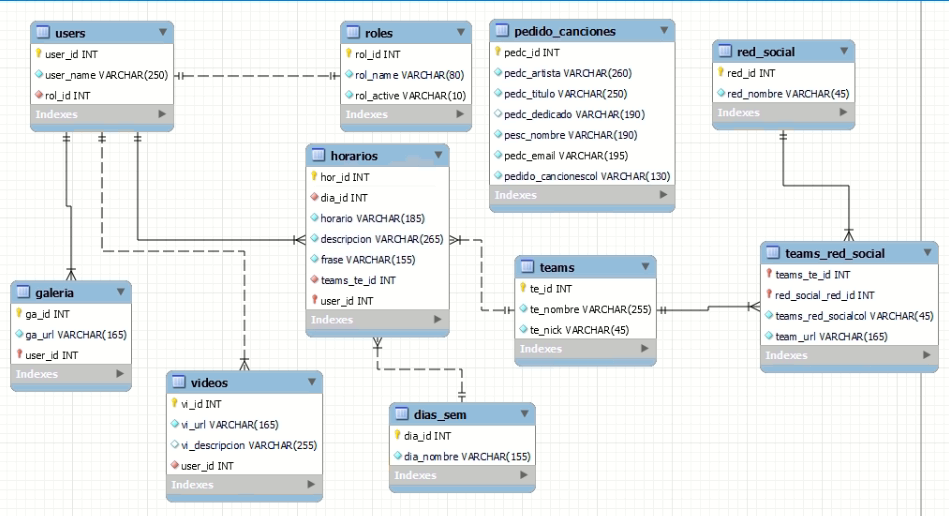 users
user_id INT
user_name VARCHAR(250)
rol_id INT
Indexes
roles
rol_id INT
rol_name VARCHAR(80)
rol_active VARCHAR(10)
Indexes
pedido_canciones
pedc_id INT
pedc_artista VARCHAR(260)
pedc_titulo VARCHAR(250)
pedc_dedicado VARCHAR(190)
pesc_nombre VARCHAR(190)
pedc_email VARCHAR(195)
pedido_cancionescol VARCHAR(130)
Indexes
red_social
red_id INT
red_nombre VARCHAR(45)
Indexes
horarios
hor_id INT
dia_id INT
horario VARCHAR(185)
descripcion VARCHAR(265)
frase VARCHAR(155)
teams_te_id INT
user_id INT
Indexes
teams
te_id INT
te_nombre VARCHAR(255)
te_nick VARCHAR(45)
Indexes
teams_red_social
teams_te_id INT
red_social_red_id INT
teams_red_socialcol VARCHAR(45)
team_url VARCHAR(165)
Indexes
galeria
ga_id INT
ga_url VARCHAR(165)
user_id INT
Indexes
videos
vi_id INT
vi_url VARCHAR(165)
vi_descripcion VARCHAR(255)
user_id INT
Indexes
dias_sem
dia_id INT
dia_nombre VARCHAR(155)
Indexes